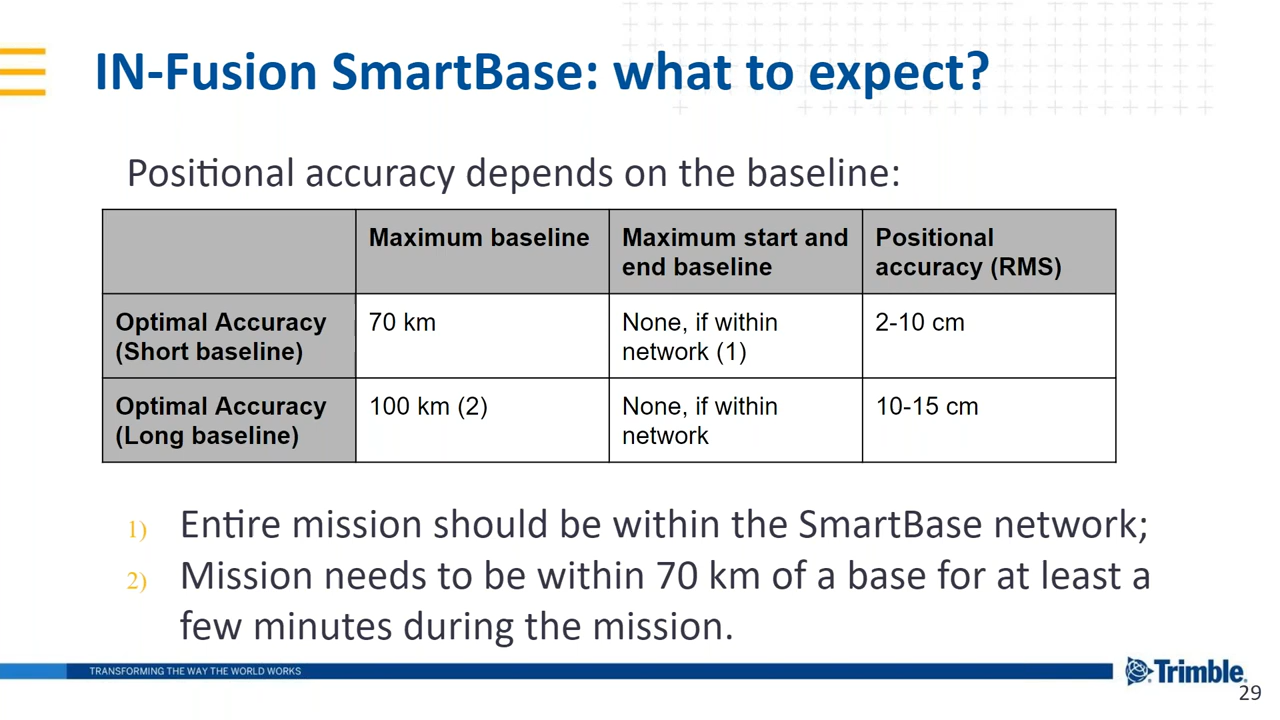 IN-Fusion SmartBase: what to expect?
Positional accuracy depends on the baseline:
Maximum baseline
Maximum start and
end baseline
Positional
accuracy (RMS)
Optimal Accuracy
(Short baseline)
70 km
None, if within
network (1)
2-10 cm
Optimal Accuracy
(Long baseline)
100 km (2)
None, if within
network
10-15 cm
1) Entire mission should be within the SmartBase network;
2) Mission needs to be within 70 km of a base for at least a
few minutes during the mission.
TRANSFORMING THE WAY THE WORLD WORKS
Trimble
29